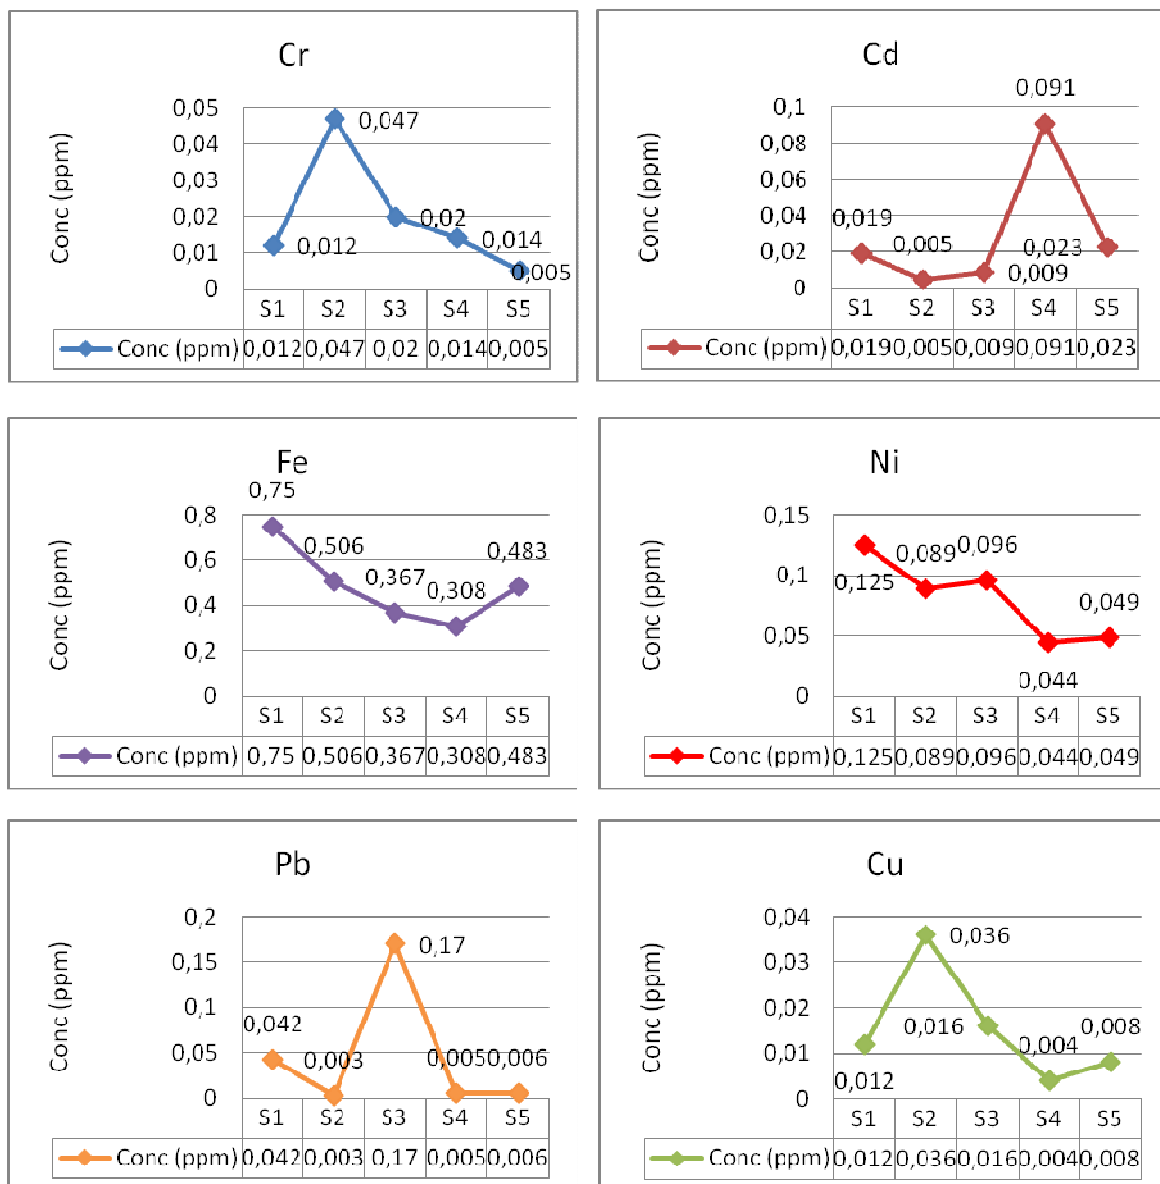 Cr
Conc (ppm)
0,05
0,04
0,03
0,02
0,01
0
0,012
0,047
0,02
0,014
0,005
S1 S2 S3 S4 S5
Conc (ppm) 0,012 0,047 0,02 0,014 0,005
Cd
Conc (ppm)
0,1
0,08
0,06
0,04
0,02
0
0,019
0,005
0,009
0,091
0,023
S1 S2 S3 S4 S5
Conc (ppm) 0,019 0,005 0,009 0,091 0,023
Fe
Conc (ppm)
0,8
0,6
0,4
0,2
0
0,75
0,506
0,367
0,308
0,483
S1 S2 S3 S4 S5
Conc (ppm) 0,75 0,506 0,367 0,308 0,483
Ni
Conc (ppm)
0,15
0,1
0,05
0
0,125
0,089
0,096
0,044
0,049
S1 S2 S3 S4 S5
Conc (ppm) 0,125 0,089 0,096 0,044 0,049
Pb
Conc (ppm)
0,2
0,15
0,1
0,05
0
0,042
0,003
0,17
0,005
0,006
S1 S2 S3 S4 S5
Conc (ppm) 0,042 0,003 0,17 0,005 0,006
Cu
Conc (ppm)
0,04
0,03
0,02
0,01
0
0,012
0,036
0,016
0,004
0,008
S1 S2 S3 S4 S5
Conc (ppm) 0,012 0,036 0,016 0,004 0,008